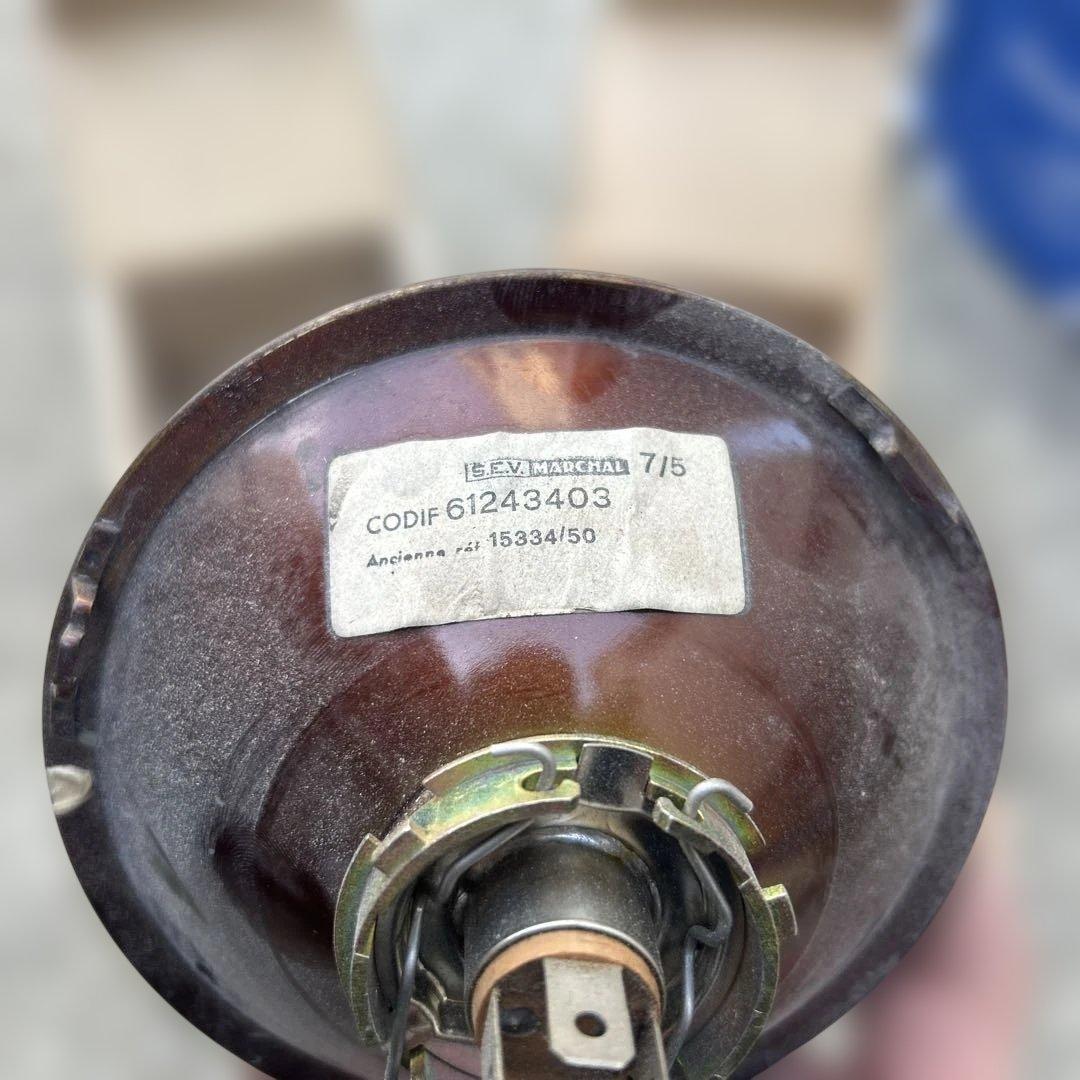 S.E.V. MARCHAL 7/5
CODIF 61243403
Ancienne réf 15334/50